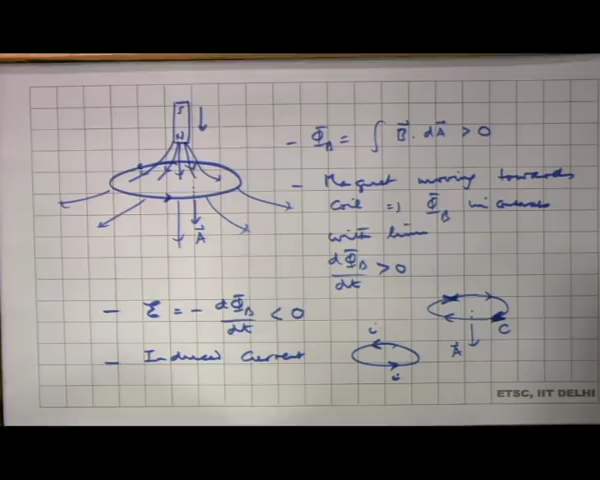 S
N
A⃗
- Φ_B = ∫ B⃗ . dA⃗ > 0
- Magnet moving towards
coil => Φ_B increases
with time
dΦ_B/dt > 0
- Ɛ = - dΦ_B/dt < 0
C
A⃗
- Induced Current
i
i
ETSC, IIT DELHI